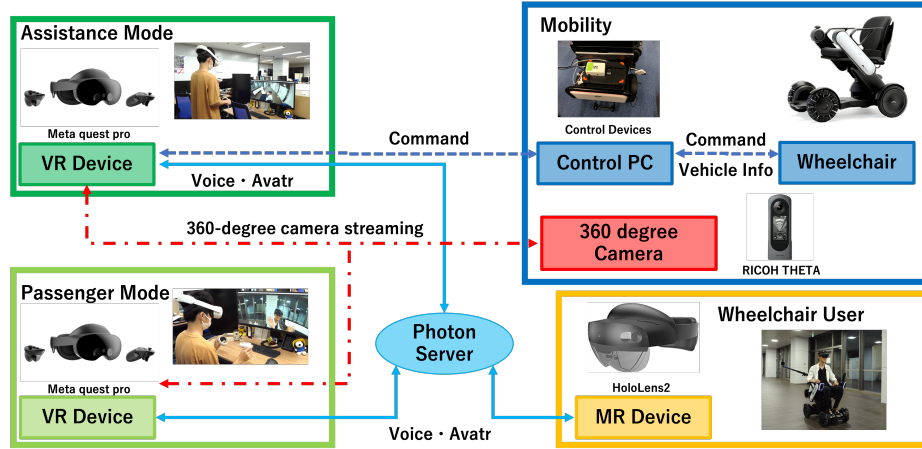 Assistance Mode
Meta quest pro
VR Device
Mobility
Control Devices
Command
Control PC
Command
Vehicle Info
Wheelchair
Voice・Avatr
360-degree camera streaming
360 degree
Camera
RICOH THETA
Passenger Mode
Meta quest pro
VR Device
Photon
Server
Voice・Avatr
Wheelchair User
HoloLens2
MR Device